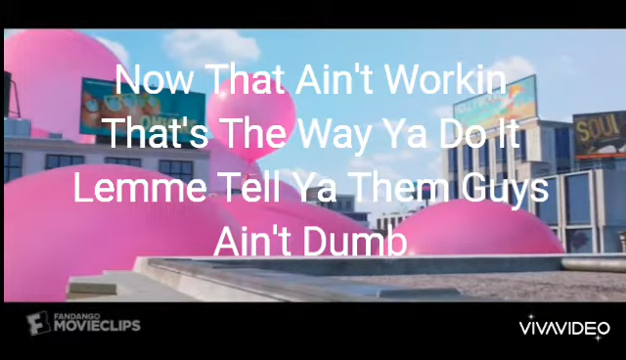 Now That Ain't Workin
That's The Way Ya Do It
Lemme Tell Ya Them Guys
Ain't Dumb
SOUL
FANDANGO
MOVIECLIPS
VIVAVIDEO